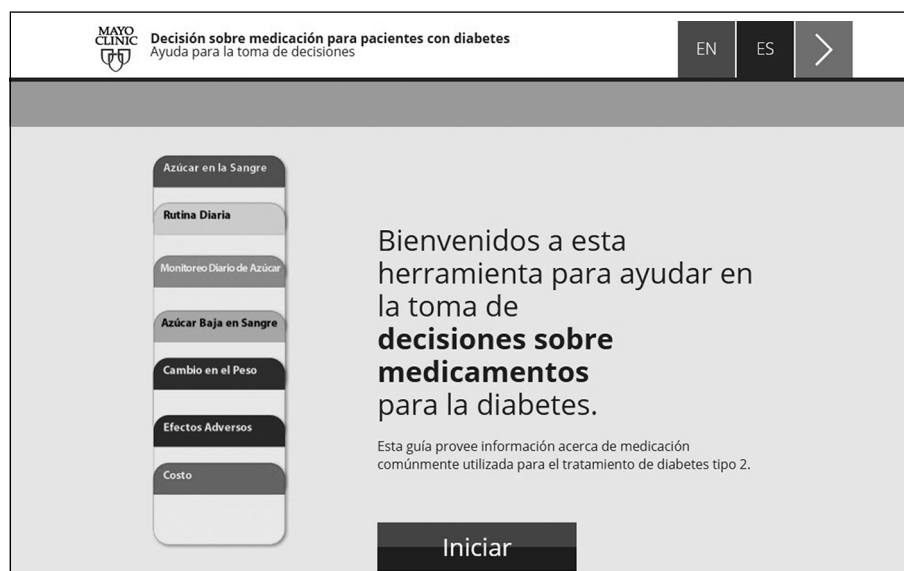 MAYO
CLINIC
Decisión sobre medicación para pacientes con diabetes
Ayuda para la toma de decisiones
EN
ES
Azúcar en la Sangre
Rutina Diaria
Monitoreo Diario de Azúcar
Azúcar Baja en Sangre
Cambio en el Peso
Efectos Adversos
Costo
Bienvenidos a esta
herramienta para ayudar en
la toma de
decisiones sobre
medicamentos
para la diabetes.
Esta guía provee información acerca de medicación
comúnmente utilizada para el tratamiento de diabetes tipo 2.
Iniciar